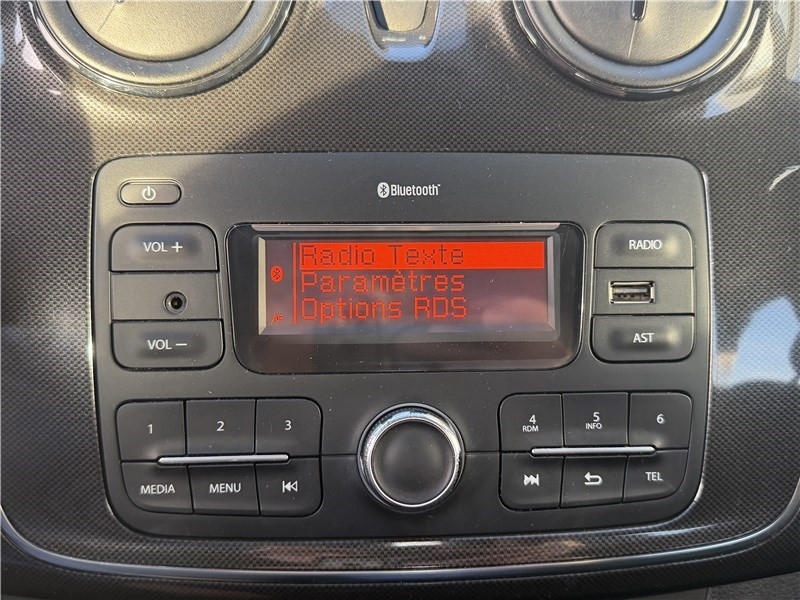 Bluetooth
VOL +
RADIO
Radio Texte
Paramètres
Options RDS
VOL −
AST
1
2
3
4
RDM
5
INFO
6
MEDIA
MENU
TEL